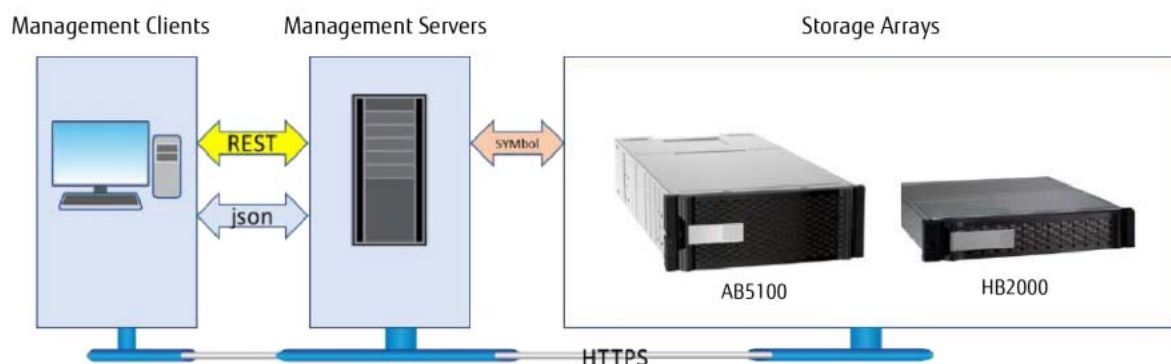 Management Clients
Management Servers
Storage Arrays
REST
SYMbol
json
AB5100
HB2000
HTTPS